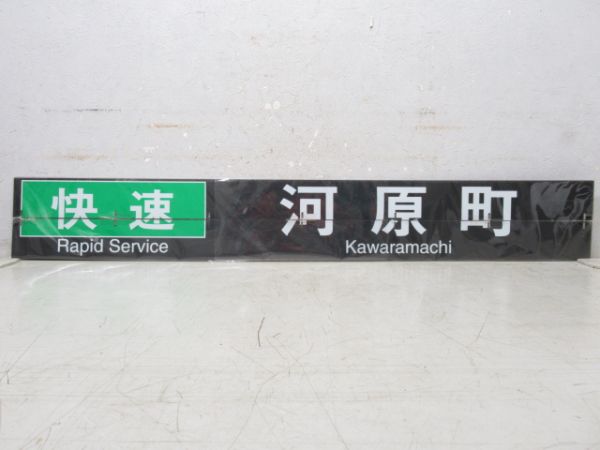 快速
Rapid Service
河原町
Kawaramachi